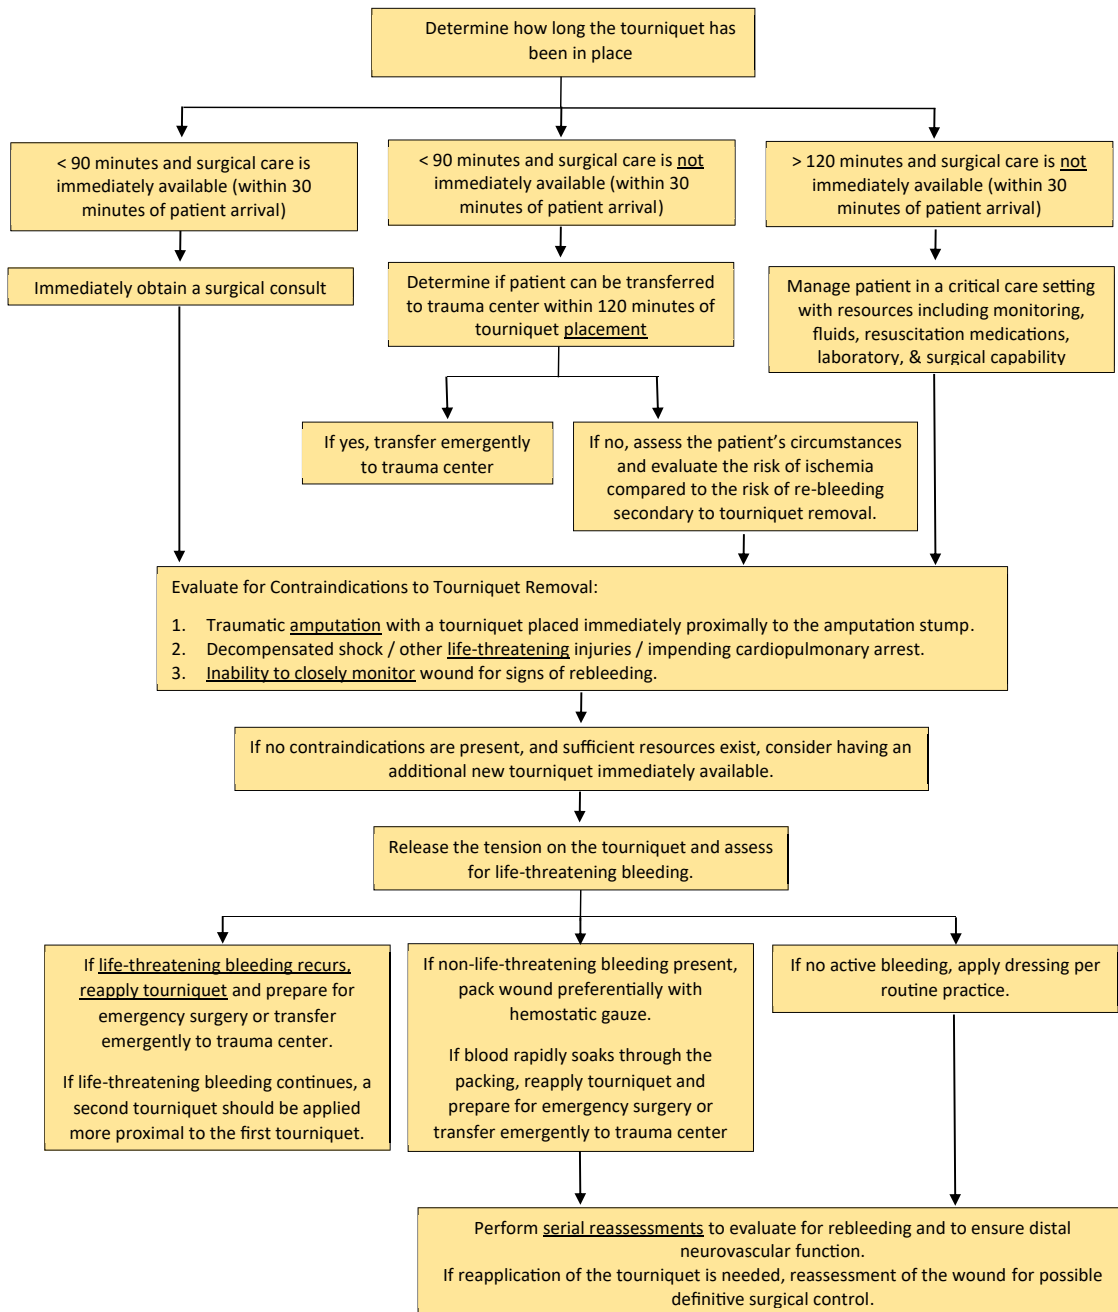 Determine how long the tourniquet has
been in place
< 90 minutes and surgical care is
immediately available (within 30
minutes of patient arrival)
< 90 minutes and surgical care is not
immediately available (within 30
minutes of patient arrival)
> 120 minutes and surgical care is not
immediately available (within 30
minutes of patient arrival)
Immediately obtain a surgical consult
Determine if patient can be transferred
to trauma center within 120 minutes of
tourniquet placement
Manage patient in a critical care setting
with resources including monitoring,
fluids, resuscitation medications,
laboratory, & surgical capability
If yes, transfer emergently
to trauma center
If no, assess the patient’s circumstances
and evaluate the risk of ischemia
compared to the risk of re-bleeding
secondary to tourniquet removal.
Evaluate for Contraindications to Tourniquet Removal:
1. Traumatic amputation with a tourniquet placed immediately proximally to the amputation stump.
2. Decompensated shock / other life-threatening injuries / impending cardiopulmonary arrest.
3. Inability to closely monitor wound for signs of rebleeding.
If no contraindications are present, and sufficient resources exist, consider having an
additional new tourniquet immediately available.
Release the tension on the tourniquet and assess
for life-threatening bleeding.
If life-threatening bleeding recurs,
reapply tourniquet and prepare for
emergency surgery or transfer
emergently to trauma center.
If life-threatening bleeding continues, a
second tourniquet should be applied
more proximal to the first tourniquet.
If non-life-threatening bleeding present,
pack wound preferentially with
hemostatic gauze.
If blood rapidly soaks through the
packing, reapply tourniquet and
prepare for emergency surgery or
transfer emergently to trauma center
If no active bleeding, apply dressing per
routine practice.
Perform serial reassessments to evaluate for rebleeding and to ensure distal
neurovascular function.
If reapplication of the tourniquet is needed, reassessment of the wound for possible
definitive surgical control.